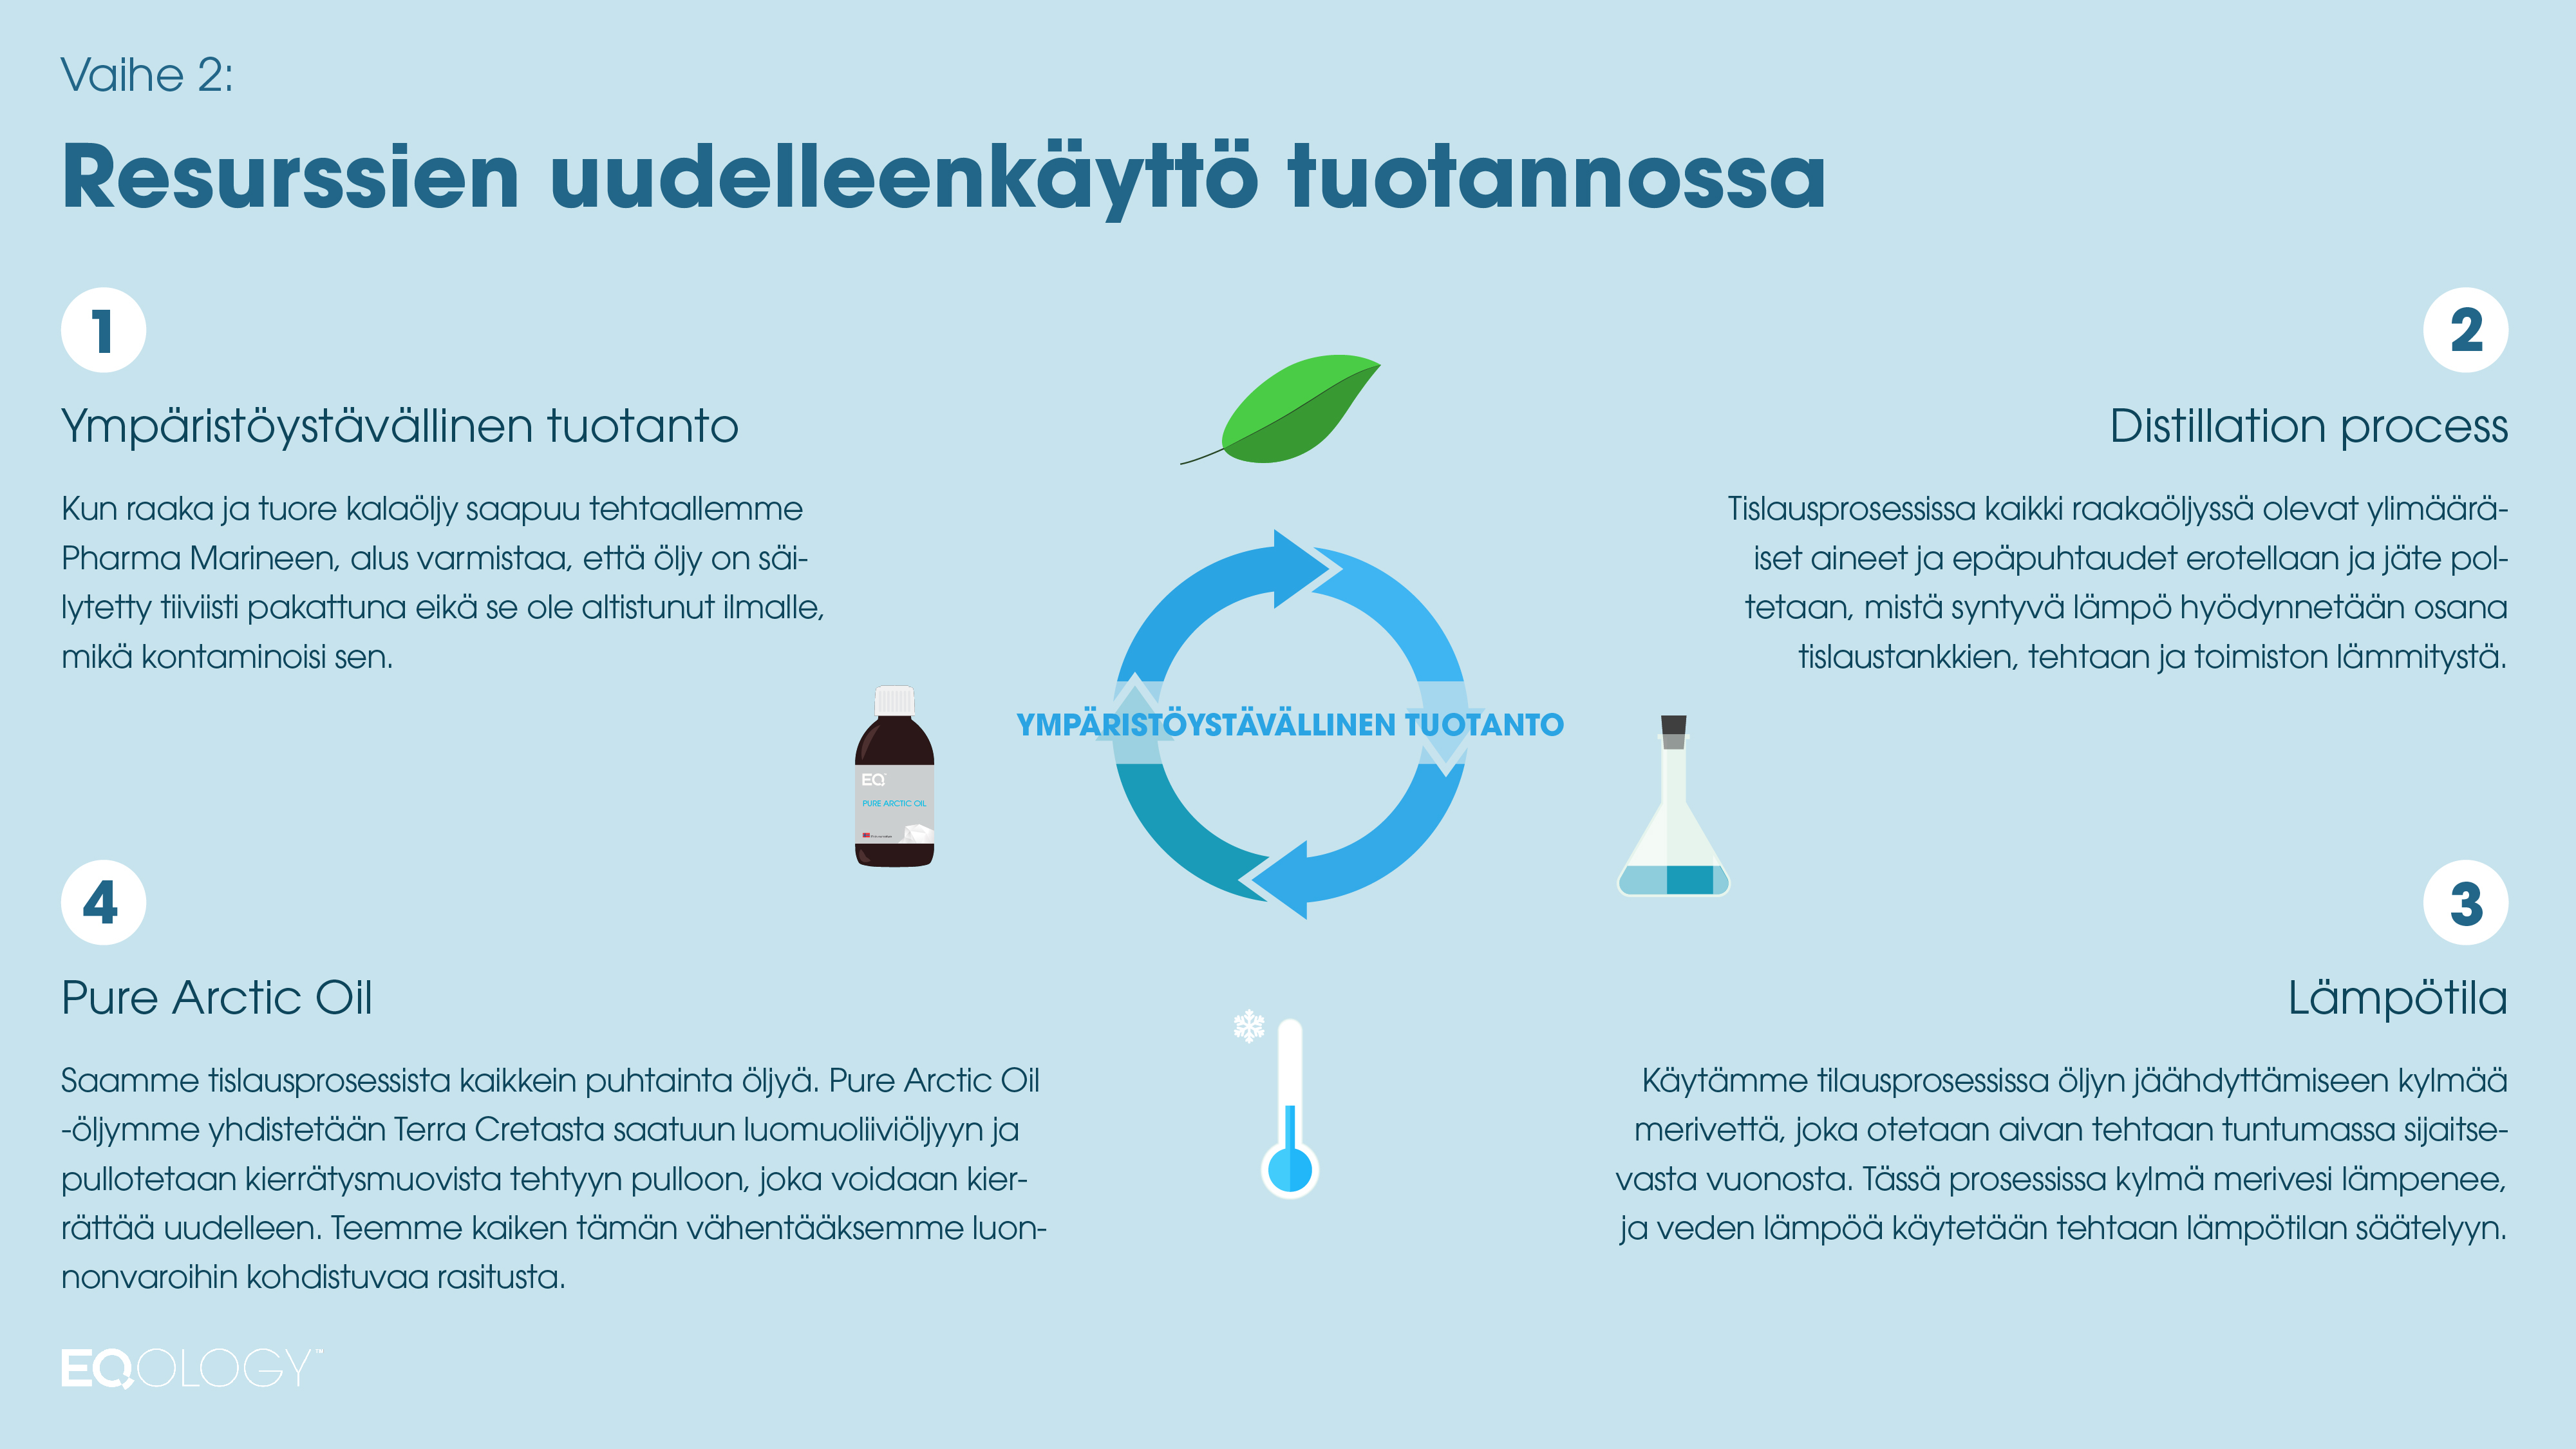 Vaihe 2:
Resurssien uudelleenkäyttö tuotannossa
1
Ympäristöystävällinen tuotanto
Kun raaka ja tuore kalaöljy saapuu tehtaallemme
Pharma Marineen, alus varmistaa, että öljy on säi-
lytetty tiiviisti pakattuna eikä se ole altistunut ilmalle,
mikä kontaminoisi sen.
2
Distillation process
Tislausprosessissa kaikki raakaöljyssä olevat ylimäärä-
iset aineet ja epäpuhtaudet erotellaan ja jäte pol-
tetaan, mistä syntyvä lämpö hyödynnetään osana
tislaustankkien, tehtaan ja toimiston lämmitystä.
YMPÄRISTÖYSTÄVÄLLINEN TUOTANTO
EQ
PURE ARCTIC OIL
3
Lämpötila
Käytämme tilausprosessissa öljyn jäähdyttämiseen kylmää
merivettä, joka otetaan aivan tehtaan tuntumassa sijaitse-
vasta vuonosta. Tässä prosessissa kylmä merivesi lämpenee,
ja veden lämpöä käytetään tehtaan lämpötilan säätelyyn.
4
Pure Arctic Oil
Saamme tislausprosessista kaikkein puhtainta öljyä. Pure Arctic Oil
-öljymme yhdistetään Terra Cretasta saatuun luomuoliiviöljyyn ja
pullotetaan kierrätysmuovista tehtyyn pulloon, joka voidaan kier-
rättää uudelleen. Teemme kaiken tämän vähentääksemme luon-
nonvaroihin kohdistuvaa rasitusta.
EQOLOGY™